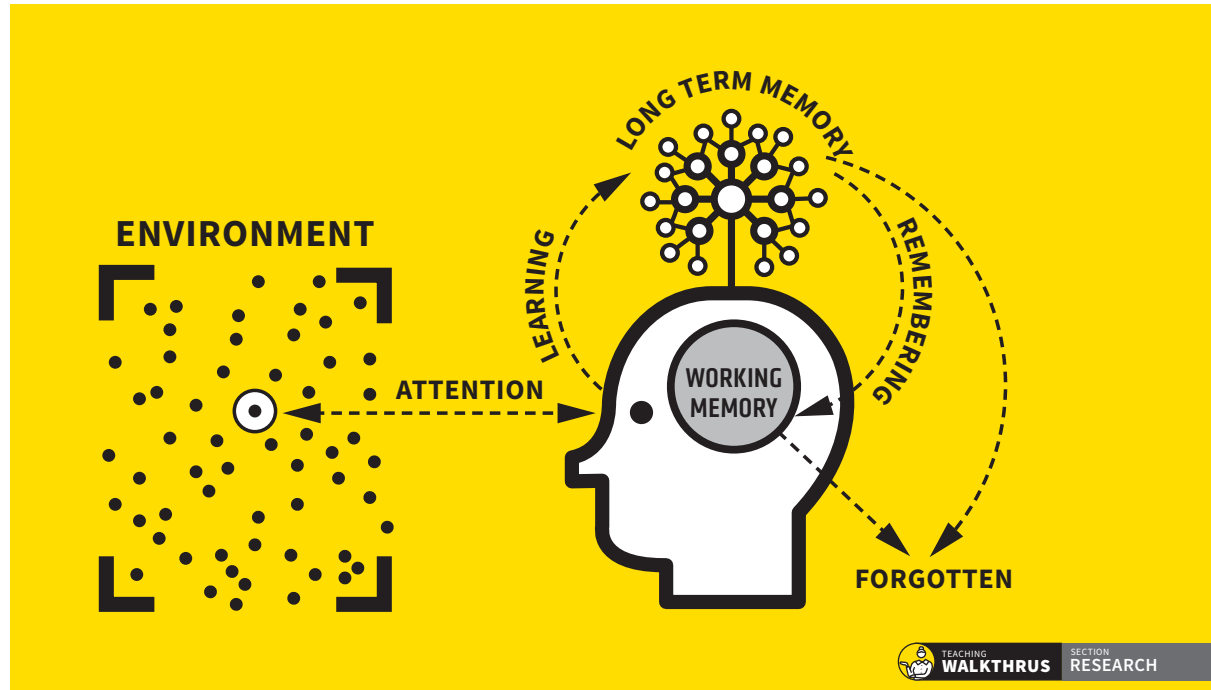 LONG TERM MEMORY
ENVIRONMENT
LEARNING
REMEMBERING
ATTENTION
WORKING
MEMORY
FORGOTTEN
TEACHING
WALKTHRUS
SECTION
RESEARCH